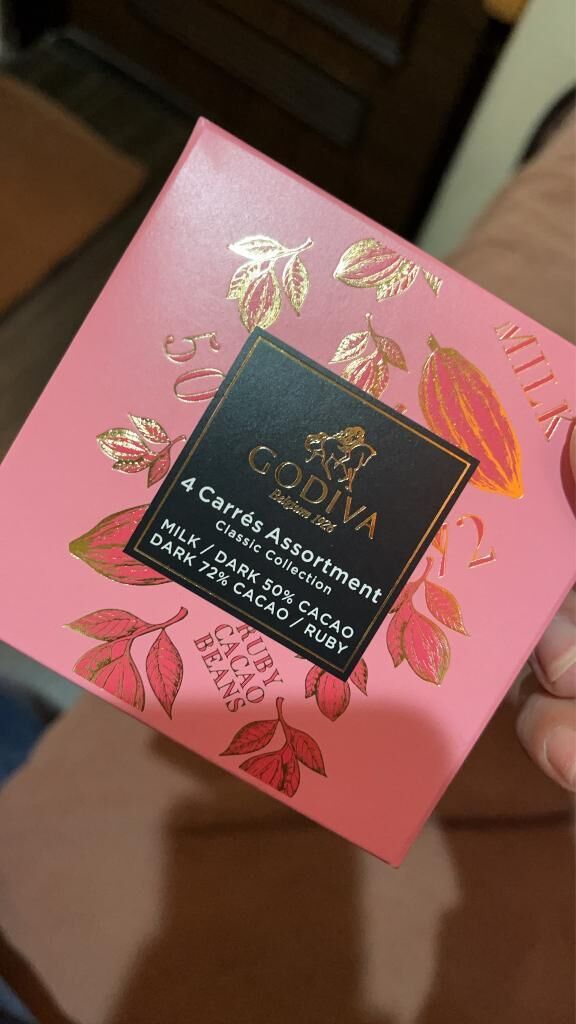 MILK
50
72
GODIVA
Belgium 1926
4 Carrés Assortment
Classic Collection
MILK / DARK 50% CACAO
DARK 72% CACAO / RUBY
RUBY
CACAO
BEANS